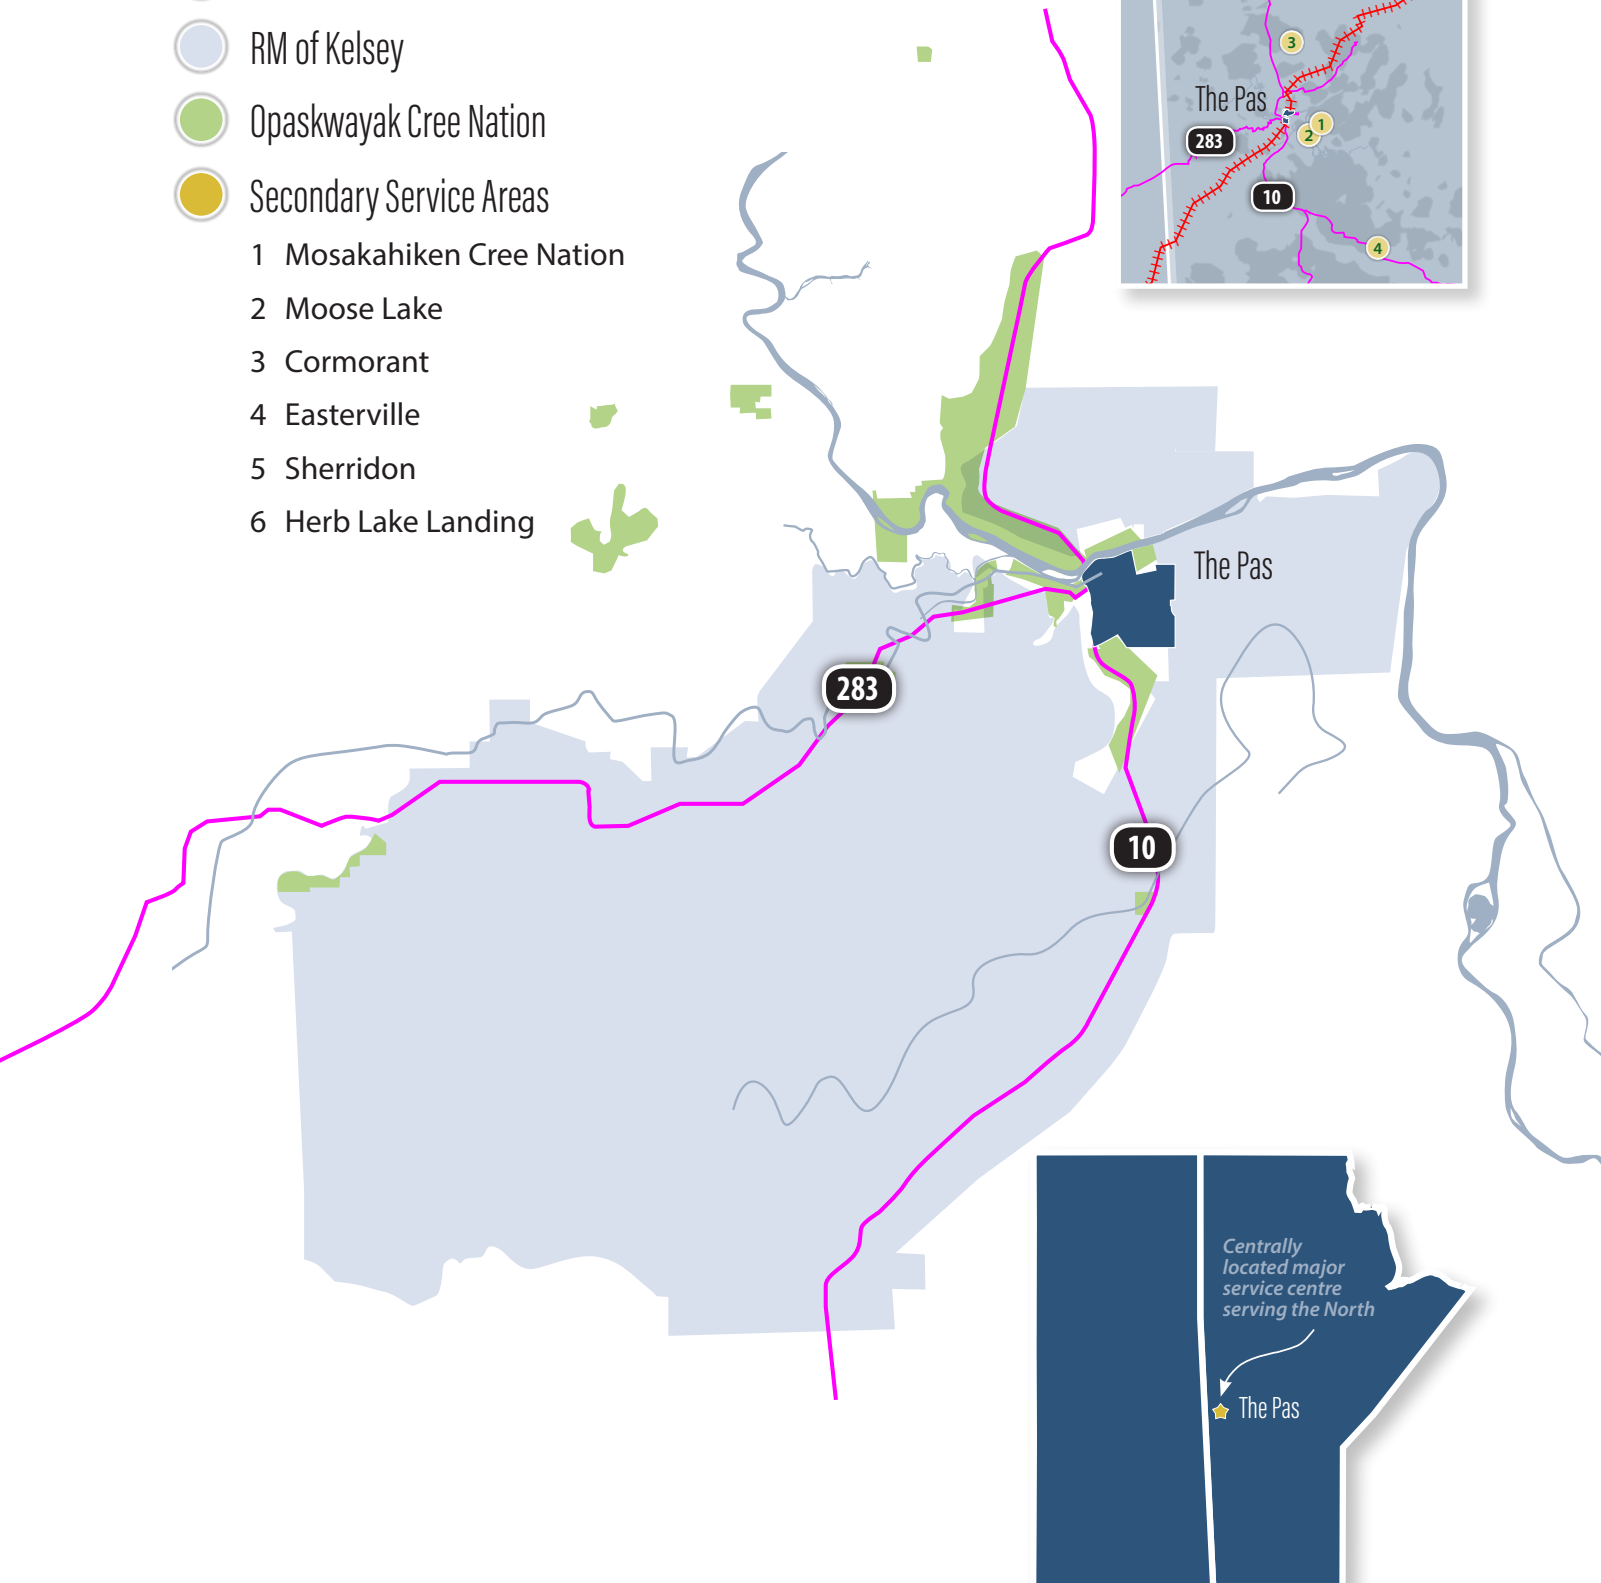 RM of Kelsey
Opaskwayak Cree Nation
Secondary Service Areas
1 Mosakahiken Cree Nation
2 Moose Lake
3 Cormorant
4 Easterville
5 Sherridon
6 Herb Lake Landing
3
The Pas
1
2
283
10
4
The Pas
283
10
Centrally
located major
service centre
serving the North
The Pas